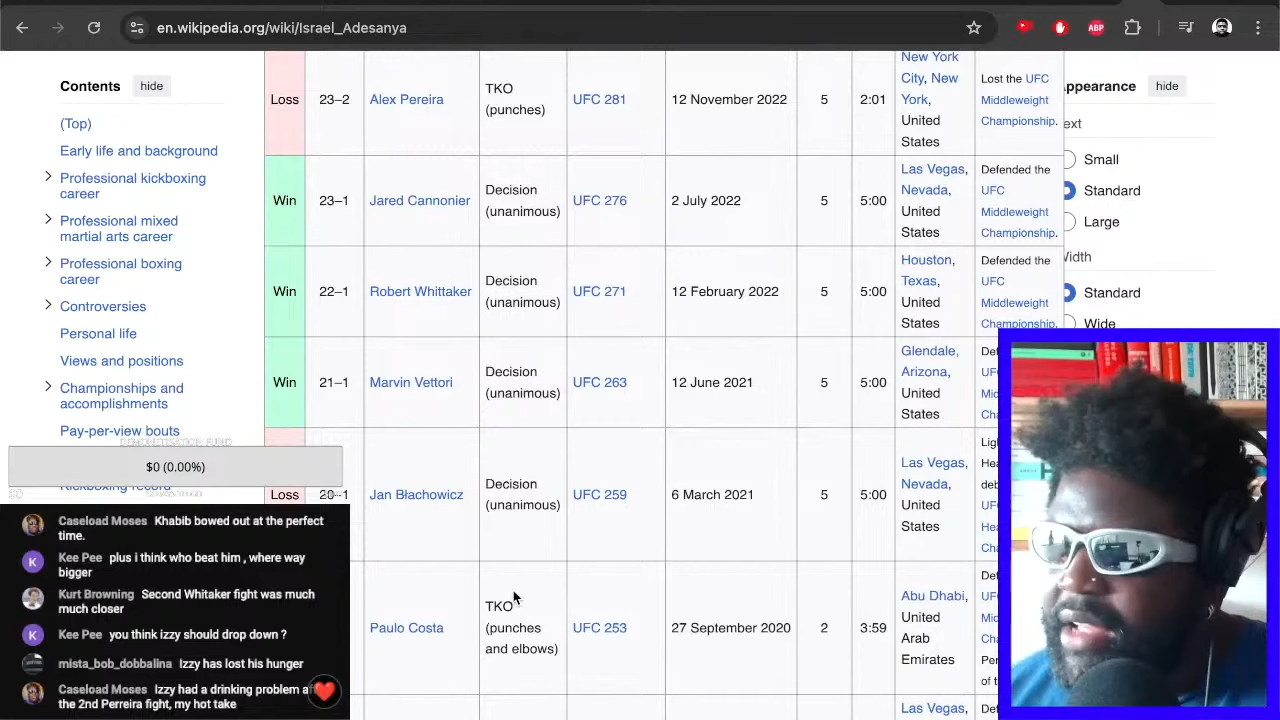 en.wikipedia.org/wiki/Israel_Adesanya
ABP
Contents hide
(Top)
Early life and background
Professional kickboxing
career
Professional mixed
martial arts career
Professional boxing
career
Controversies
Personal life
Views and positions
Championships and
accomplishments
Pay-per-view bouts
Loss 23–2 Alex Pereira TKO
(punches) UFC 281 12 November 2022 5 2:01 New York
City, New
York,
United
States Lost the UFC
Middleweight
Championship.
Win 23–1 Jared Cannonier Decision
(unanimous) UFC 276 2 July 2022 5 5:00 Las Vegas,
Nevada,
United
States Defended the
UFC
Middleweight
Championship.
Win 22–1 Robert Whittaker Decision
(unanimous) UFC 271 12 February 2022 5 5:00 Houston,
Texas,
United
States Defended the
UFC
Middleweight
Championship.
Win 21–1 Marvin Vettori Decision
(unanimous) UFC 263 12 June 2021 5 5:00 Glendale,
Arizona,
United
States
Loss 20–1 Jan Błachowicz Decision
(unanimous) UFC 259 6 March 2021 5 5:00 Las Vegas,
Nevada,
United
States
Paulo Costa TKO
(punches
and elbows) UFC 253 27 September 2020 2 3:59 Abu Dhabi,
United
Arab
Emirates
Las Vegas,
ppearance hide
ext
Small
Standard
Large
Width
Standard
Wide
$0 (0.00%)
Caseload Moses Khabib bowed out at the perfect
time.
Kee Pee plus i think who beat him , where way
bigger
Kurt Browning Second Whitaker fight was much
much closer
Kee Pee you think izzy should drop down ?
mista_bob_dobbalina Izzy has lost his hunger
Caseload Moses Izzy had a drinking problem
the 2nd Perreira fight, my hot take